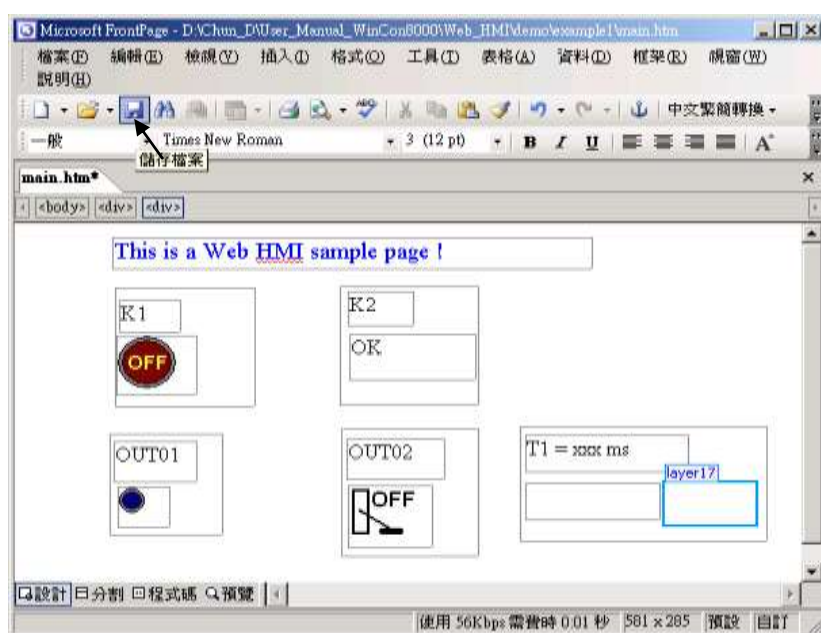 Microsoft FrontPage - D:\Chun_D\User_Manual_WinCon8000\Web_HMI\demo\example1\main.htm
檔案(F) 編輯(E) 檢視(V) 插入(I) 格式(O) 工具(T) 表格(A) 資料(D) 框架(R) 視窗(W)
說明(H)
中文繁簡轉換
一般 Times New Roman 3 (12 pt) B I U A
儲存檔案
main.htm*
<body> <div> <div>
This is a Web HMI sample page !
K1 K2
OFF OK
OUT01 OUT02 T1 = xxx ms
layer17
OFF
設計 分割 程式碼 預覽
使用 56Kbps 需費時 0:01 秒 581 x 285 預設 自訂